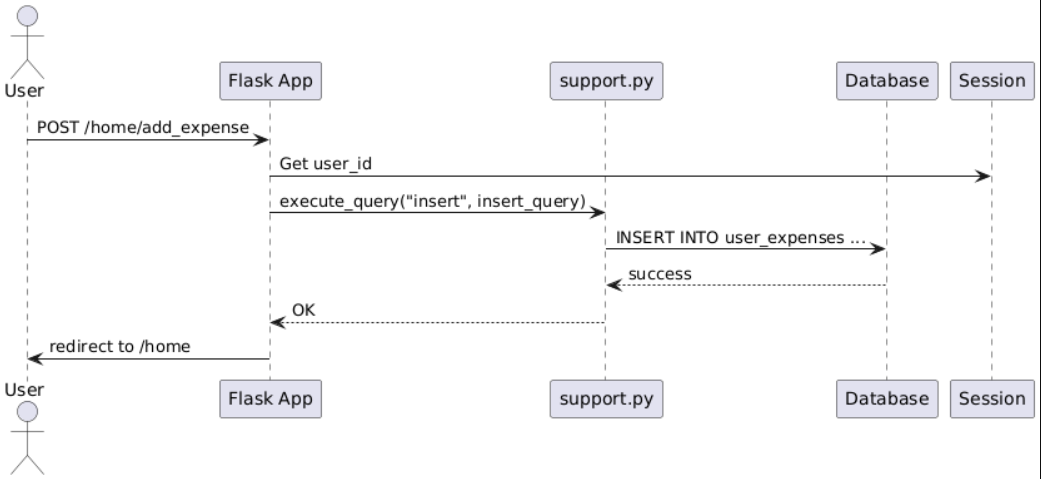 User
Flask App
support.py
Database
Session
POST /home/add_expense
Get user_id
execute_query("insert", insert_query)
INSERT INTO user_expenses ...
success
OK
redirect to /home
User
Flask App
support.py
Database
Session